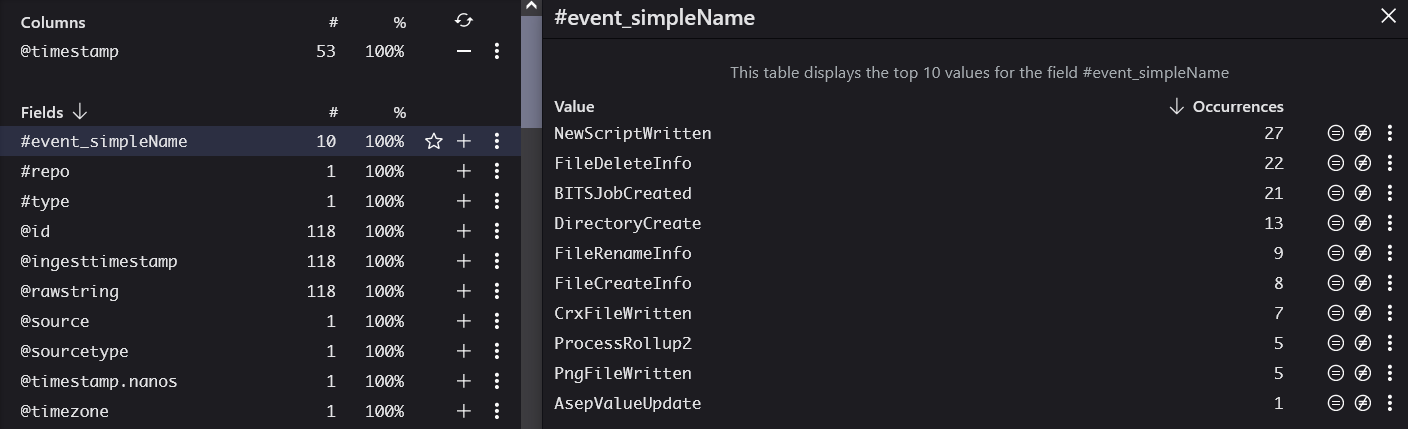 Columns # %
@timestamp 53 100%
Fields # %
#event_simpleName 10 100%
#repo 1 100%
#type 1 100%
@id 118 100%
@ingesttimestamp 118 100%
@rawstring 118 100%
@source 1 100%
@sourcetype 1 100%
@timestamp.nanos 1 100%
@timezone 1 100%
#event_simpleName
This table displays the top 10 values for the field #event_simpleName
Value Occurrences
NewScriptWritten 27
FileDeleteInfo 22
BITSJobCreated 21
DirectoryCreate 13
FileRenameInfo 9
FileCreateInfo 8
CrxFileWritten 7
ProcessRollup2 5
PngFileWritten 5
AsepValueUpdate 1